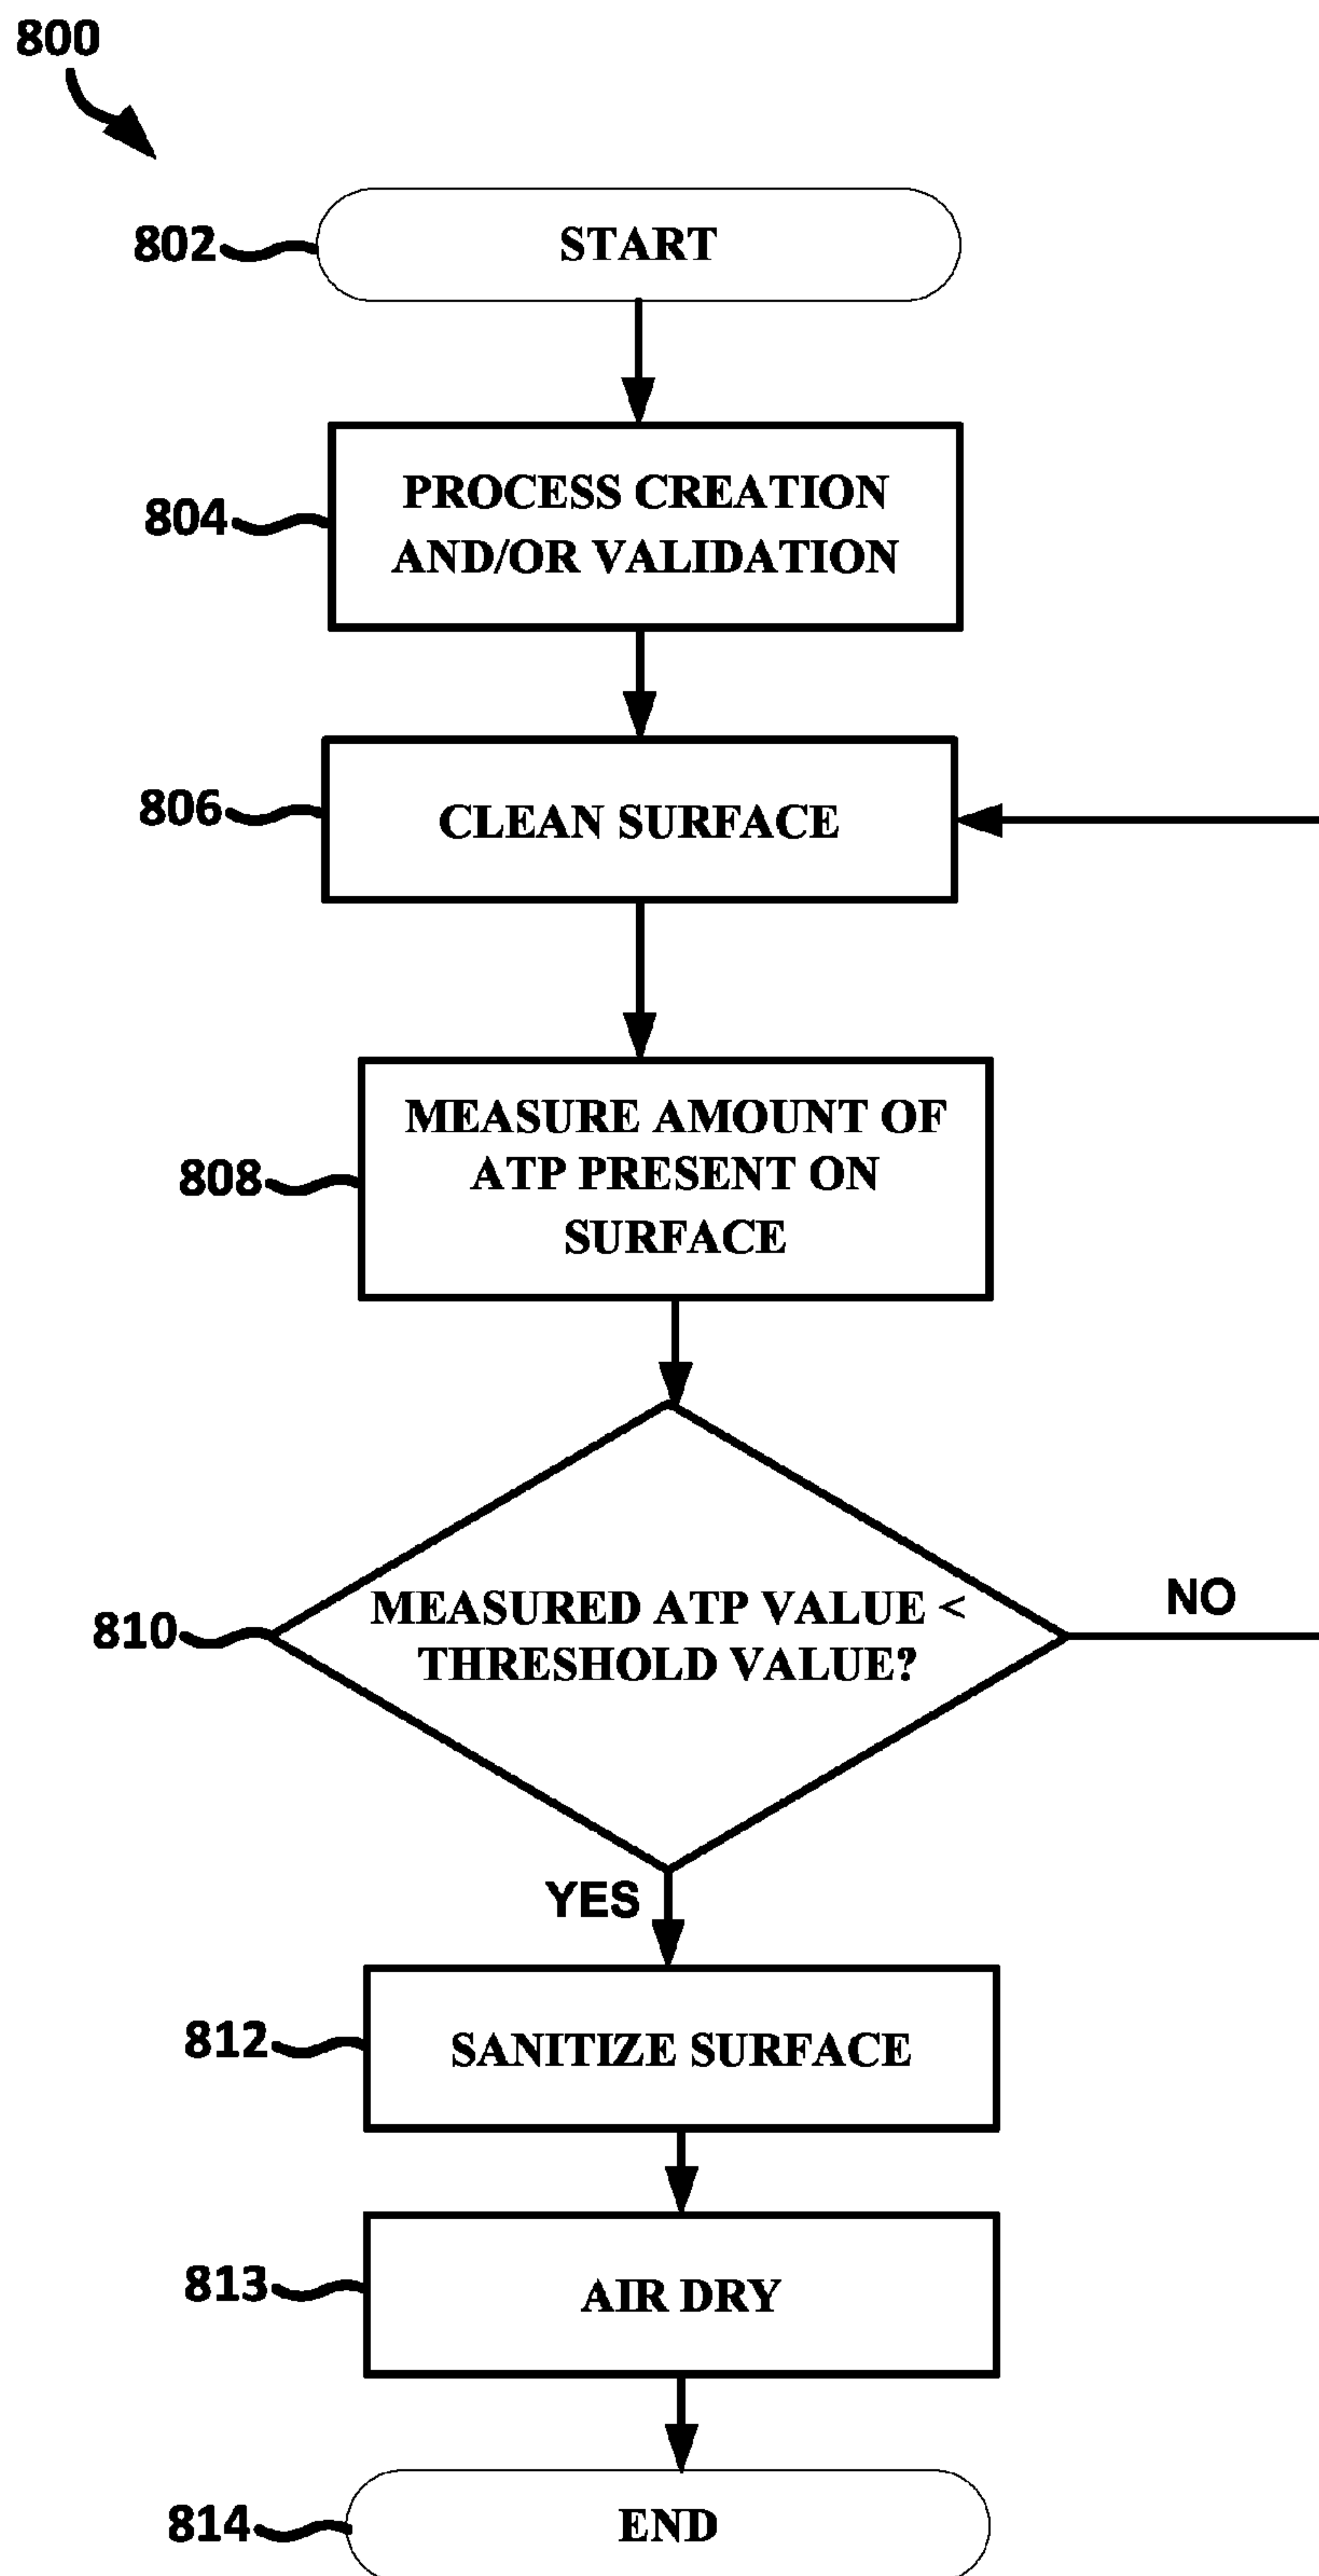 800
802
START
804
PROCESS CREATION
AND/OR VALIDATION
806
CLEAN SURFACE
808
MEASURE AMOUNT OF
ATP PRESENT ON
SURFACE
810
MEASURED ATP VALUE <
THRESHOLD VALUE?
NO
YES
812
SANITIZE SURFACE
813
AIR DRY
814
END